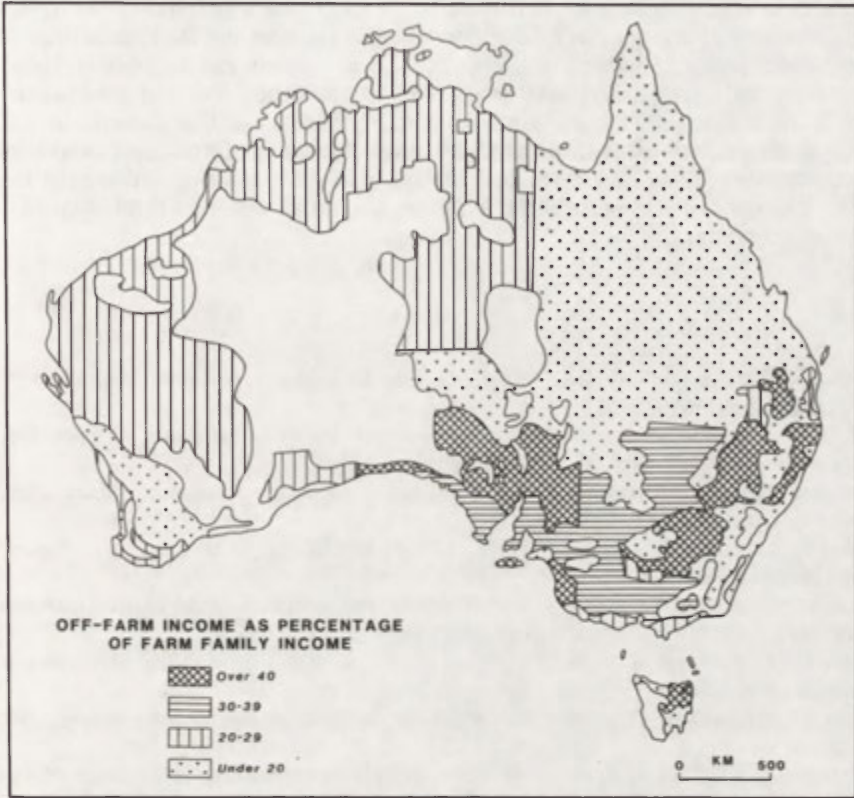 OFF-FARM INCOME AS PERCENTAGE
OF FARM FAMILY INCOME
Over 40
30-39
20-29
Under 20
KM
0 500